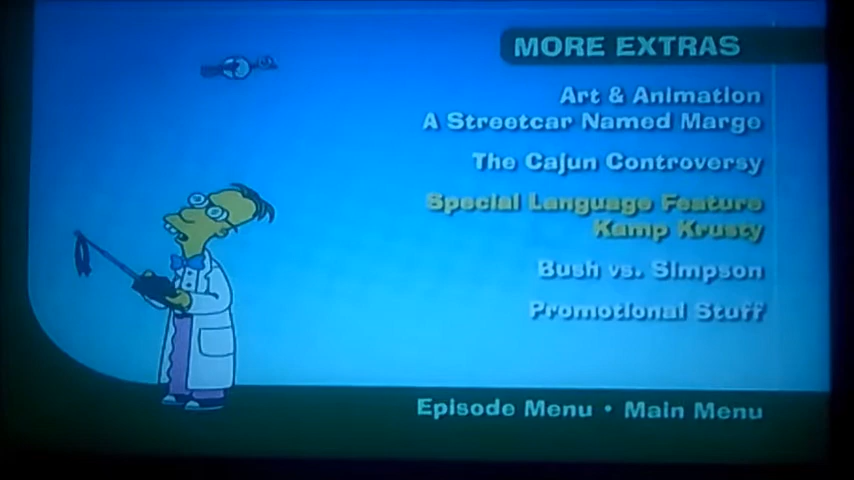 MORE EXTRAS
Art & Animation
A Streetcar Named Marge
The Cajun Controversy
Special Language Feature
Kamp Krusty
Bush vs. Simpson
Promotional Stuff
Episode Menu • Main Menu